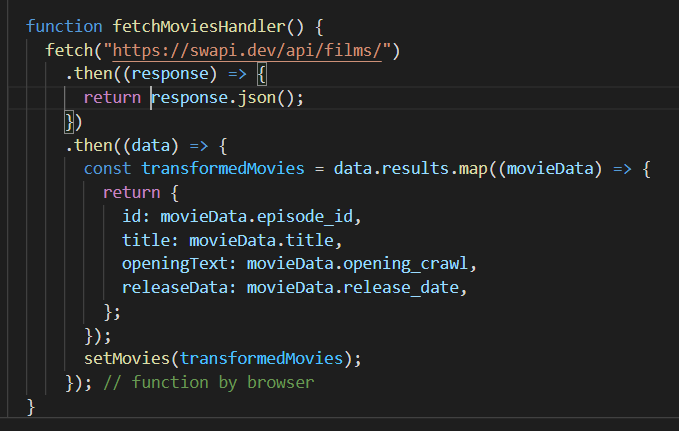 function fetchMoviesHandler() {
  fetch("https://swapi.dev/api/films/")
    .then((response) => {
      return response.json();
    })
    .then((data) => {
      const transformedMovies = data.results.map((movieData) => {
        return {
          id: movieData.episode_id,
          title: movieData.title,
          openingText: movieData.opening_crawl,
          releaseData: movieData.release_date,
        };
      });
      setMovies(transformedMovies);
    }); // function by browser
}